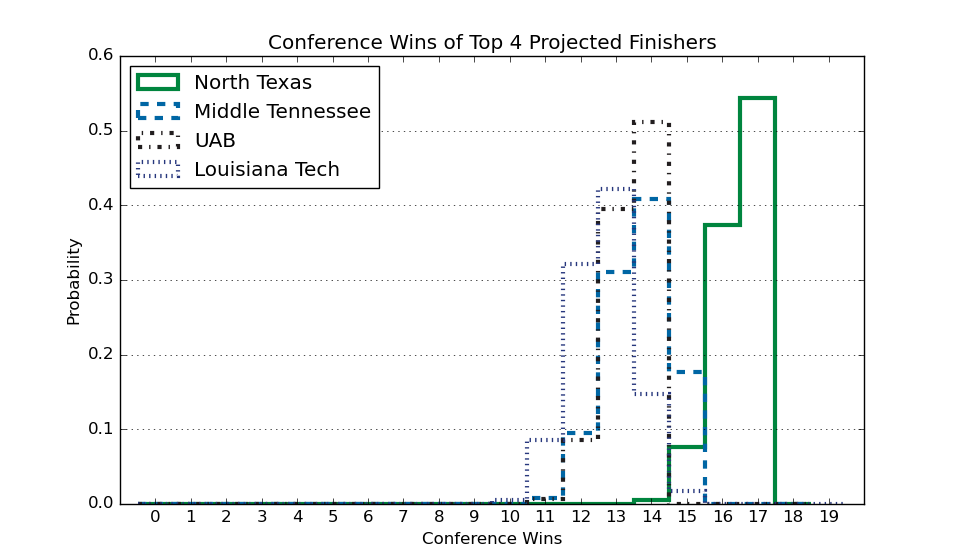 Conference Wins of Top 4 Projected Finishers
0.6
0.5
0.4
0.3
0.2
0.1
0.0
Probability
North Texas
Middle Tennessee
UAB
Louisiana Tech
0 1 2 3 4 5 6 7 8 9 10 11 12 13 14 15 16 17 18 19
Conference Wins